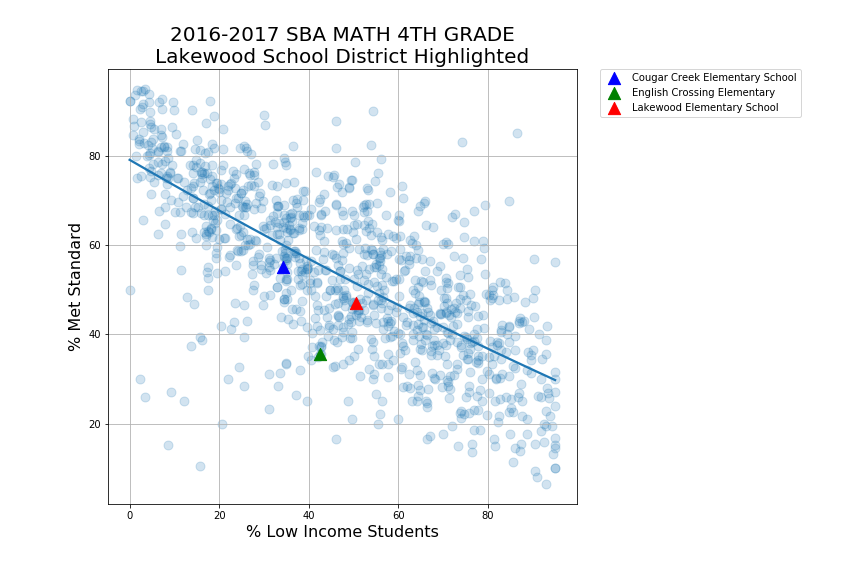 2016-2017 SBA MATH 4TH GRADE
Lakewood School District Highlighted
Cougar Creek Elementary School
English Crossing Elementary
Lakewood Elementary School
% Met Standard
80
60
40
20
0
20
40
60
80
% Low Income Students